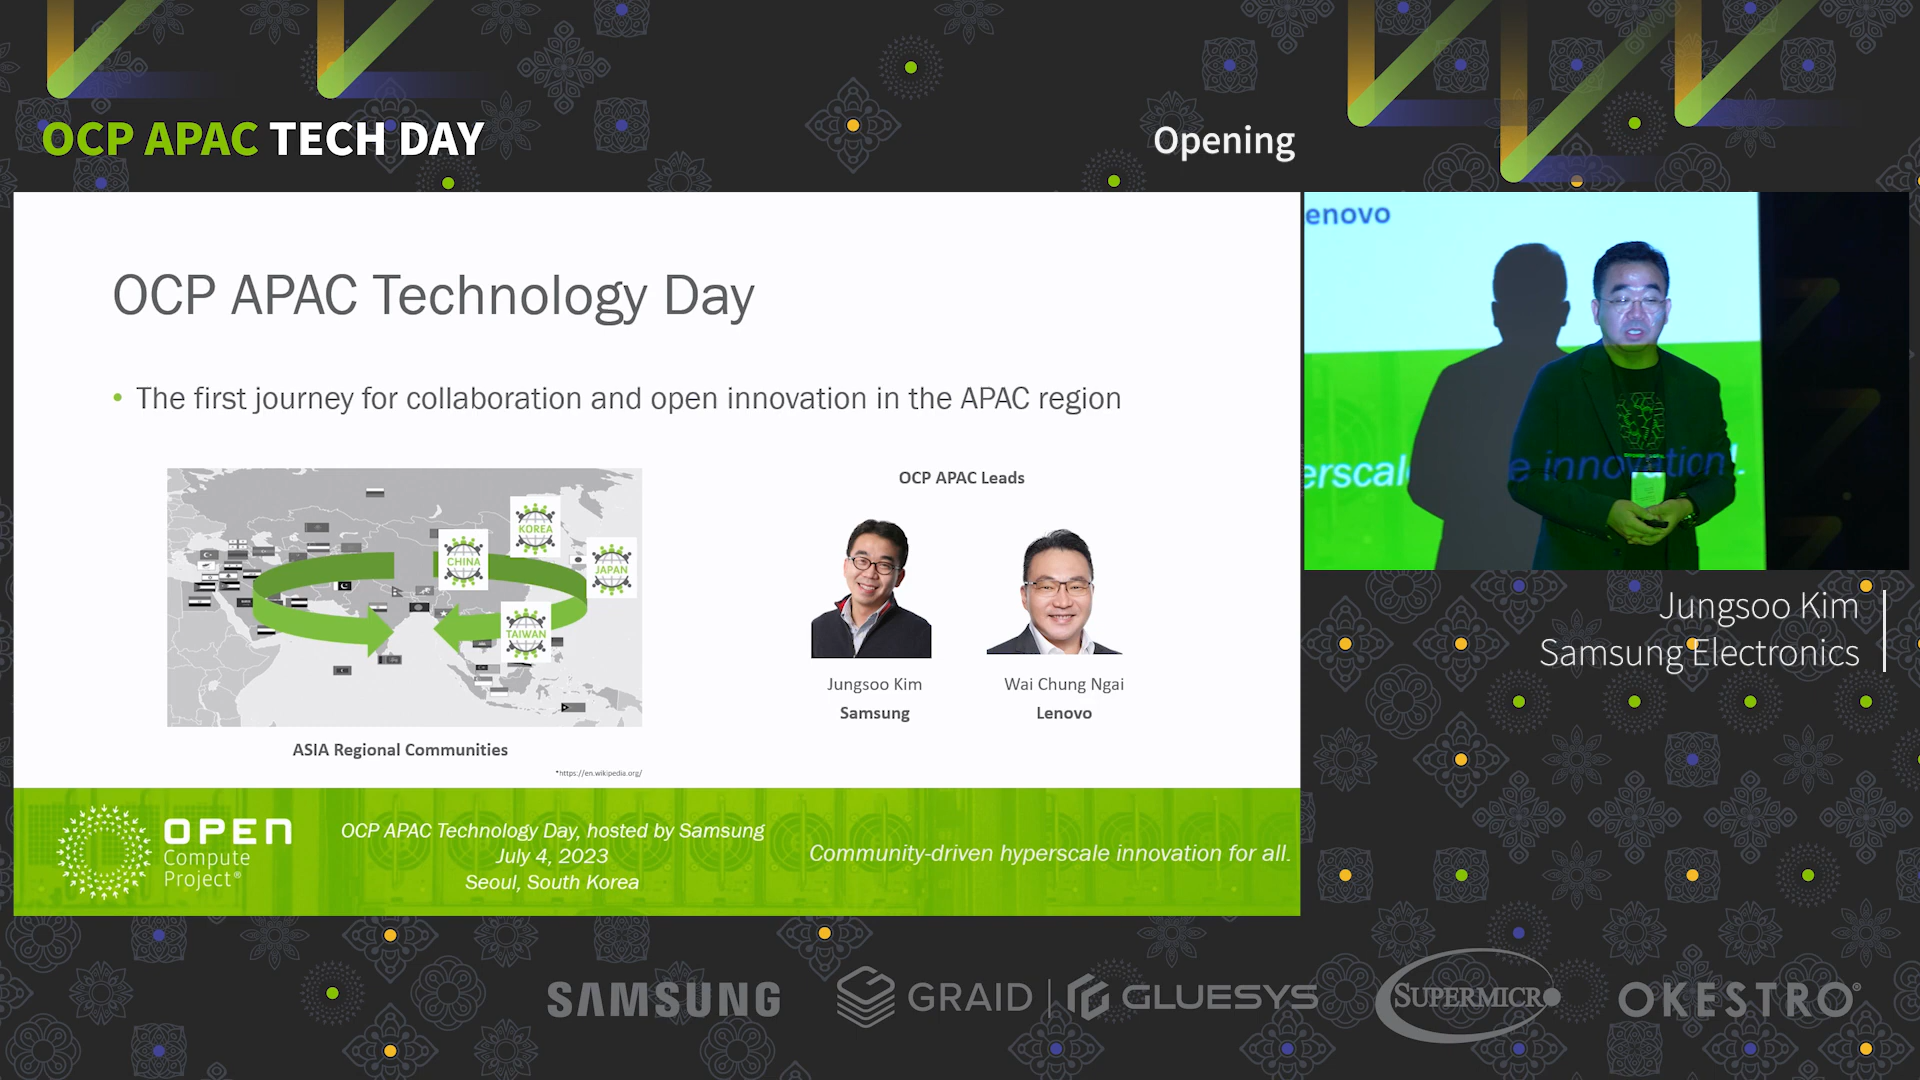 OCP APAC TECH DAY
Opening
OCP APAC Technology Day
• The first journey for collaboration and open innovation in the APAC region
OCP APAC Leads
KOREA
CHINA
JAPAN
TAIWAN
Jungsoo Kim
Samsung
Wai Chung Ngai
Lenovo
ASIA Regional Communities
*https://en.wikipedia.org/
OPEN
Compute
Project®
OCP APAC Technology Day, hosted by Samsung
July 4, 2023
Seoul, South Korea
Community-driven hyperscale innovation for all.
enovo
erscal e innovation
Jungsoo Kim
Samsung Electronics
SAMSUNG
GRAID
GLUESYS
SUPERMICRO
OKESTRO®